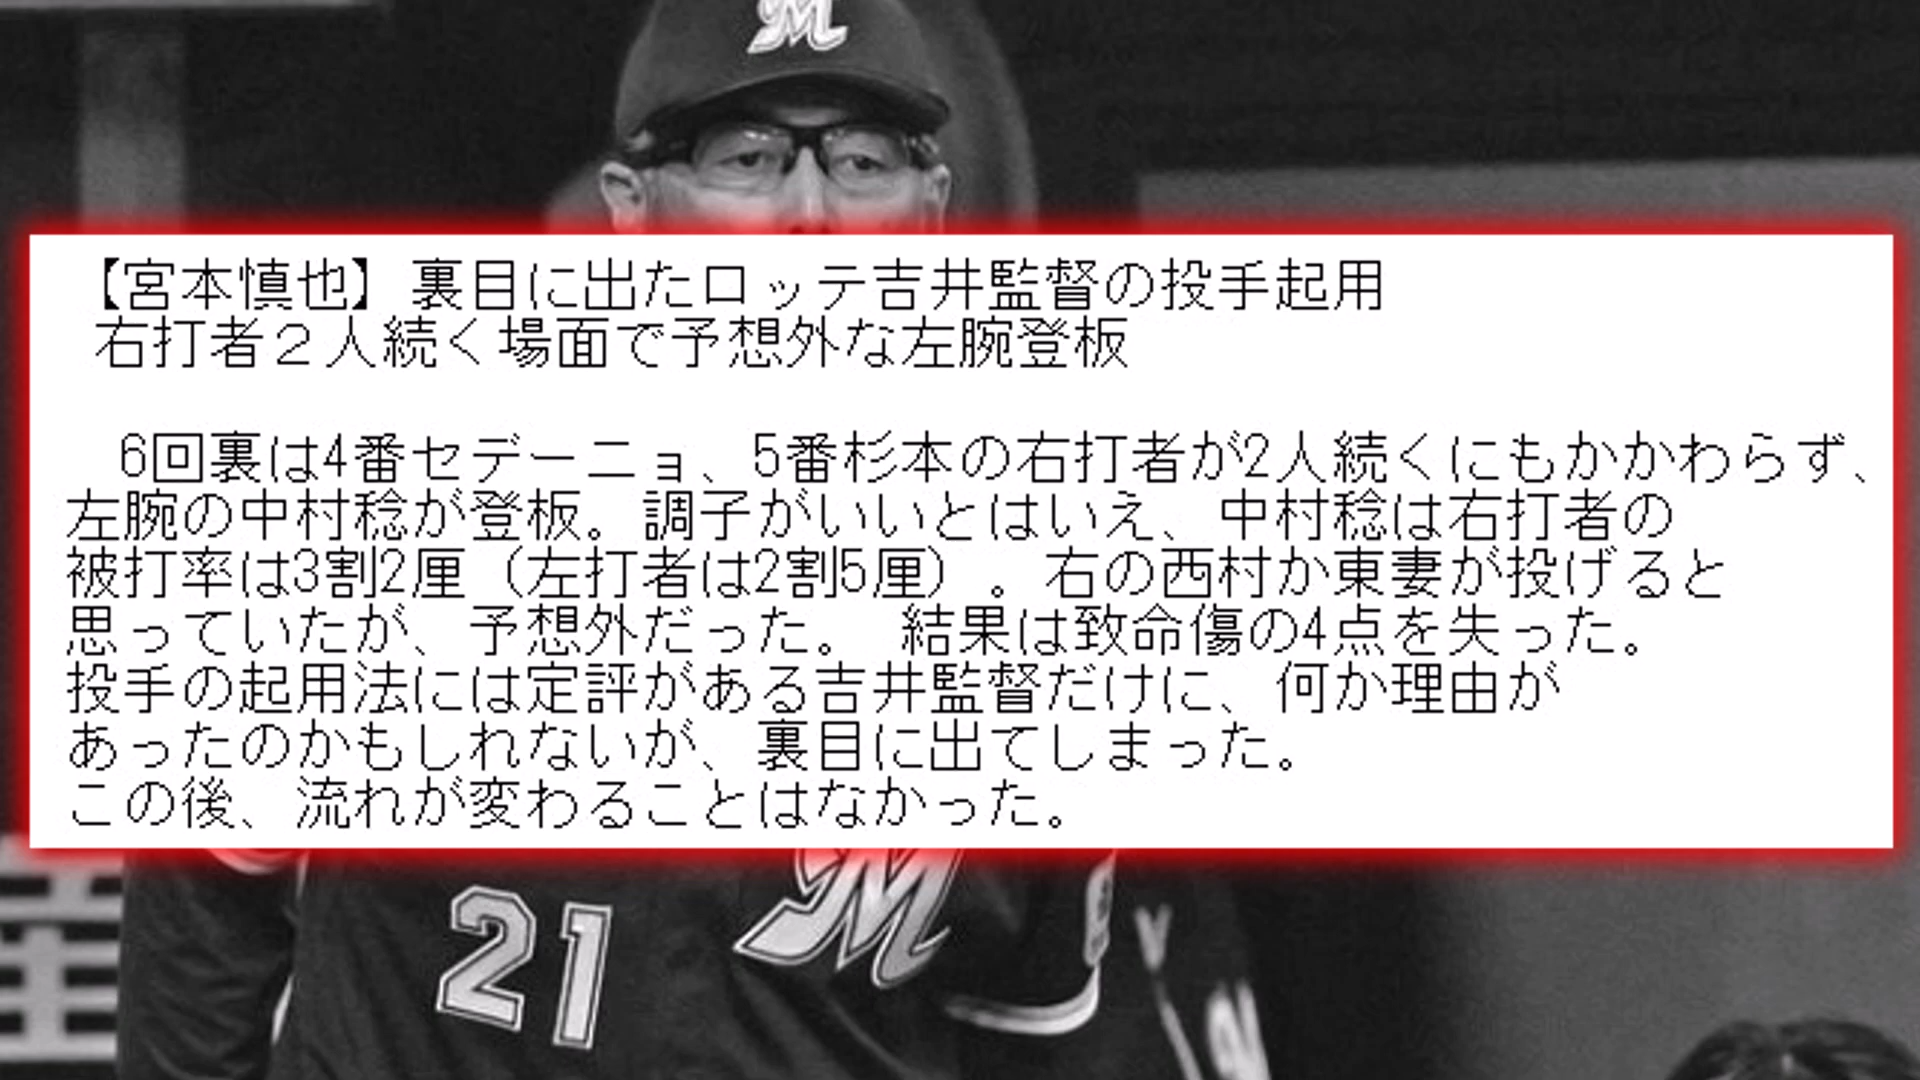 M
【宮本慎也】 裏目に出たロッテ吉井監督の投手起用
右打者２人続く場面で予想外な左腕登板
6回裏は4番セデーニョ、5番杉本の右打者が2人続くにもかかわらず、
左腕の中村稔が登板。調子がいいとはいえ、中村稔は右打者の
被打率は3割2厘（左打者は2割5厘）。右の西村か東妻が投げると
思っていたが、予想外だった。 結果は致命傷の4点を失った。
投手の起用法には定評がある吉井監督だけに、何か理由が
あったのかもしれないが、裏目に出てしまった。
この後、流れが変わることはなかった。
21
M